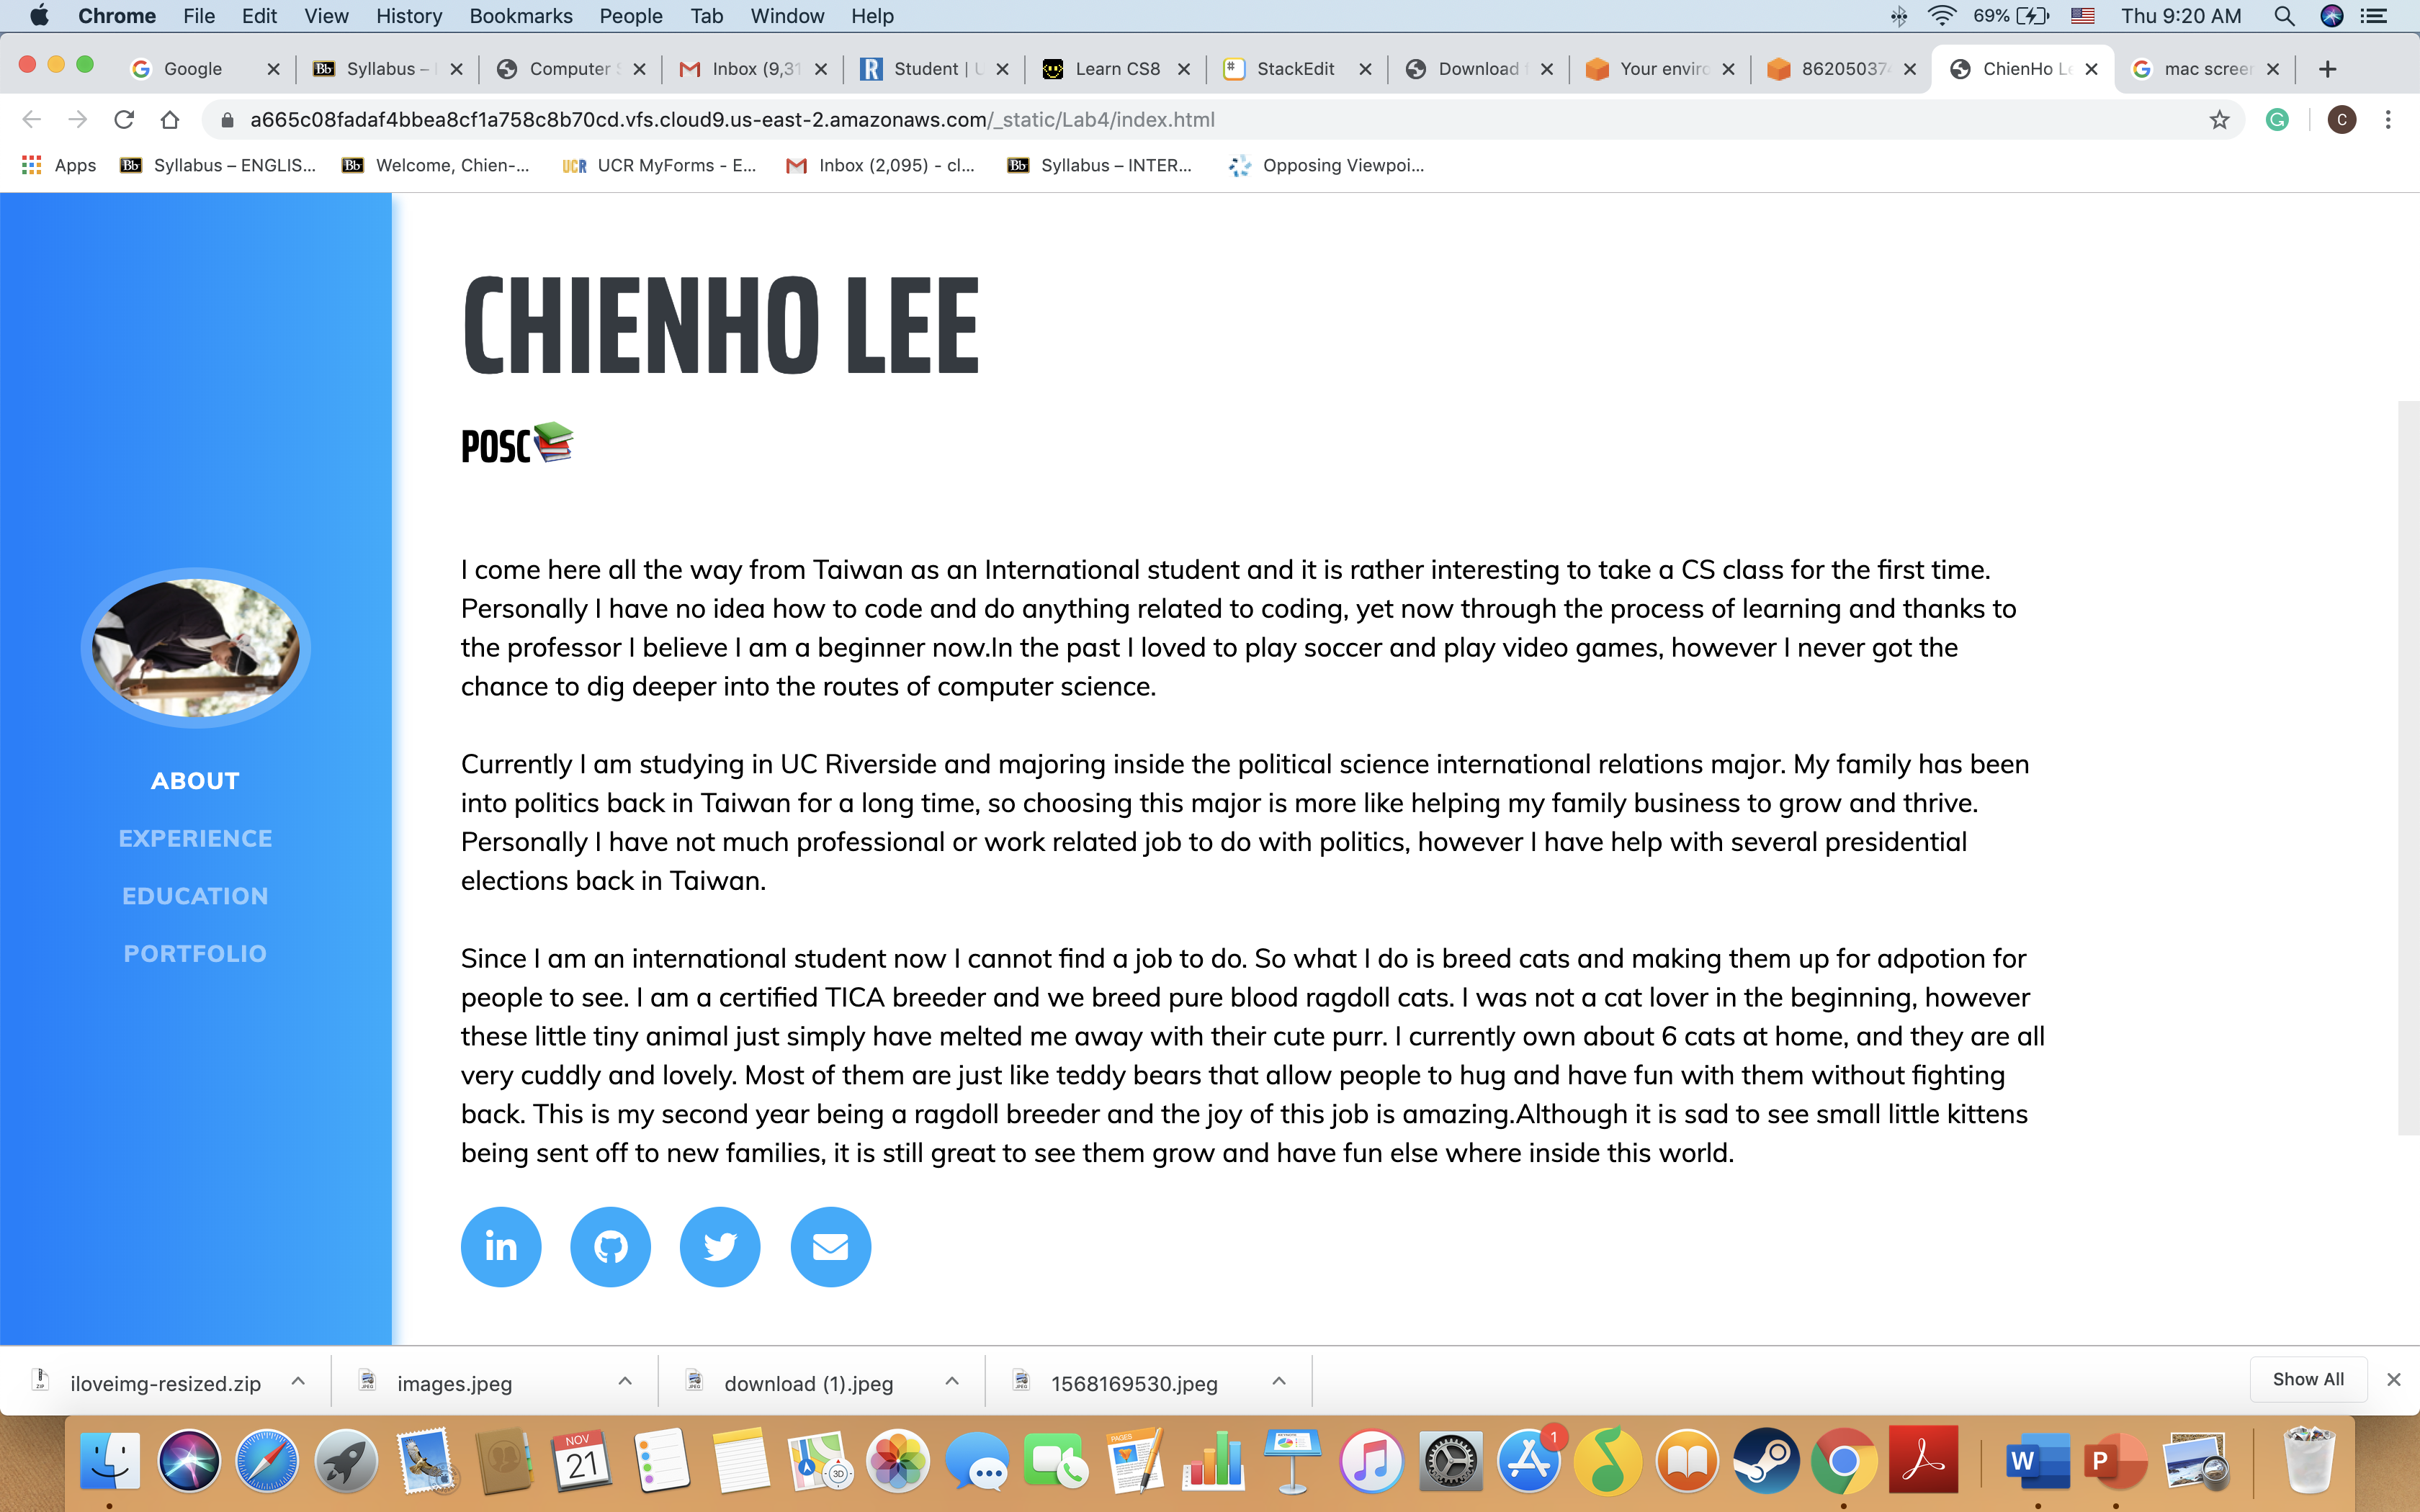 Chrome File Edit View History Bookmarks People Tab Window Help 69% Thu 9:20 AM
Google Syllabus – Computer Inbox (9,31 Student | Learn CS8 StackEdit Download Your enviro 86205037 ChienHo Le mac screen
a665c08fadaf4bbea8cf1a758c8b70cd.vfs.cloud9.us-east-2.amazonaws.com/_static/Lab4/index.html C
Apps Bb Syllabus – ENGLIS... Bb Welcome, Chien-... UCR UCR MyForms - E... Inbox (2,095) - cl... Bb Syllabus – INTER... Opposing Viewpoi...
CHIENHO LEE
POSC📚
I come here all the way from Taiwan as an International student and it is rather interesting to take a CS class for the first time.
Personally I have no idea how to code and do anything related to coding, yet now through the process of learning and thanks to
the professor I believe I am a beginner now.In the past I loved to play soccer and play video games, however I never got the
chance to dig deeper into the routes of computer science.
Currently I am studying in UC Riverside and majoring inside the political science international relations major. My family has been
into politics back in Taiwan for a long time, so choosing this major is more like helping my family business to grow and thrive.
Personally I have not much professional or work related job to do with politics, however I have help with several presidential
elections back in Taiwan.
Since I am an international student now I cannot find a job to do. So what I do is breed cats and making them up for adpotion for
people to see. I am a certified TICA breeder and we breed pure blood ragdoll cats. I was not a cat lover in the beginning, however
these little tiny animal just simply have melted me away with their cute purr. I currently own about 6 cats at home, and they are all
very cuddly and lovely. Most of them are just like teddy bears that allow people to hug and have fun with them without fighting
back. This is my second year being a ragdoll breeder and the joy of this job is amazing.Although it is sad to see small little kittens
being sent off to new families, it is still great to see them grow and have fun else where inside this world.
ABOUT
EXPERIENCE
EDUCATION
PORTFOLIO
in
iloveimg-resized.zip images.jpeg download (1).jpeg 1568169530.jpeg Show All
NOV
21
3D
PAGES
1
W
P